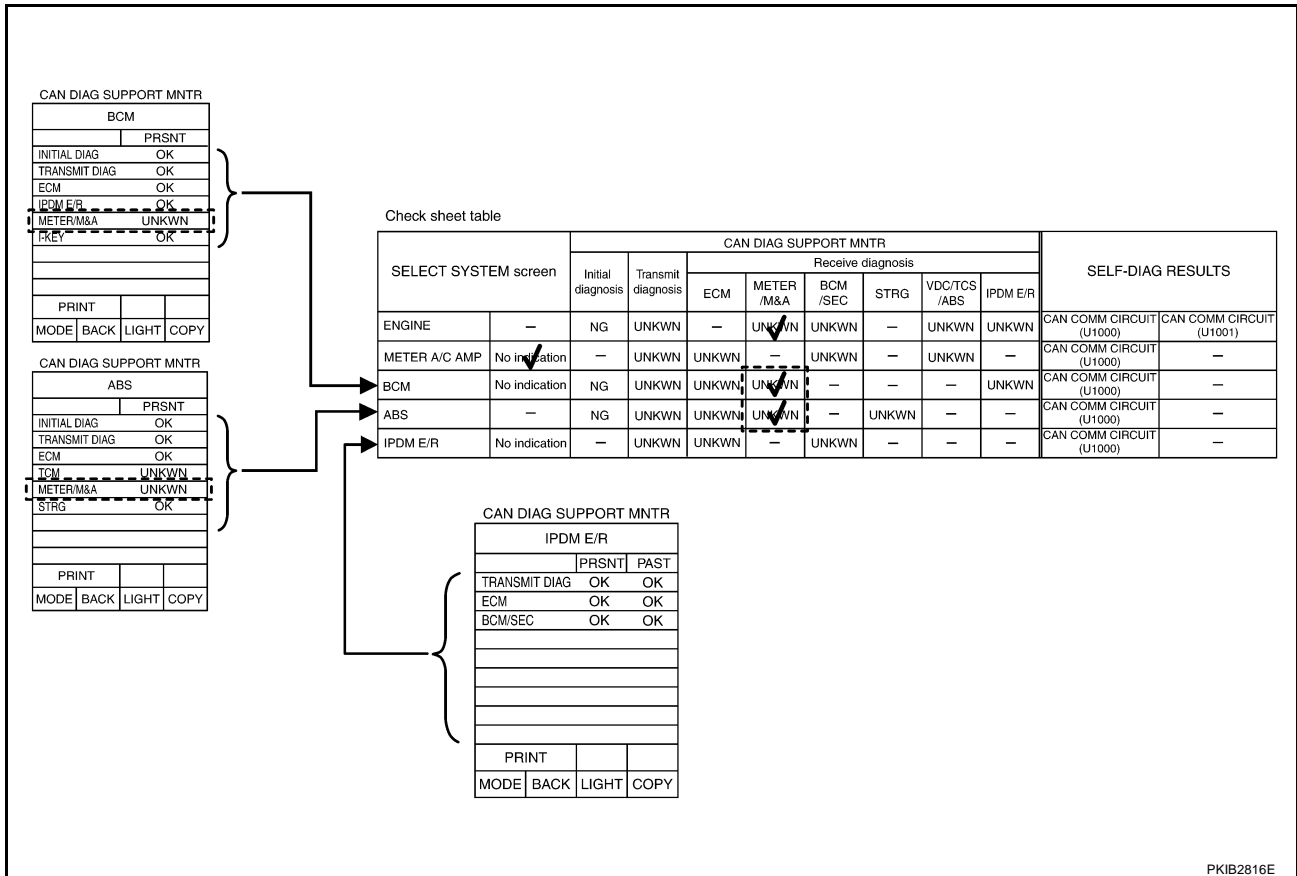 CAN DIAG SUPPORT MNTR
BCM
PRSNT
INITIAL DIAG OK
TRANSMIT DIAG OK
ECM OK
IPDM E/R OK
METER/M&A UNKWN
I-KEY OK
PRINT
MODE BACK LIGHT COPY
CAN DIAG SUPPORT MNTR
ABS
PRSNT
INITIAL DIAG OK
TRANSMIT DIAG OK
ECM OK
TCM UNKWN
METER/M&A UNKWN
STRG OK
PRINT
MODE BACK LIGHT COPY
Check sheet table
SELECT SYSTEM screen
CAN DIAG SUPPORT MNTR
SELF-DIAG RESULTS
Initial diagnosis
Transmit diagnosis
Receive diagnosis
ECM METER /M&A BCM /SEC STRG VDC/TCS /ABS IPDM E/R
ENGINE — NG UNKWN — UNKWN UNKWN — UNKWN UNKWN CAN COMM CIRCUIT (U1000) CAN COMM CIRCUIT (U1001)
METER A/C AMP No indication — UNKWN UNKWN — UNKWN — UNKWN — CAN COMM CIRCUIT (U1000) —
BCM No indication NG UNKWN UNKWN UNKWN — — — UNKWN CAN COMM CIRCUIT (U1000) —
ABS — NG UNKWN UNKWN UNKWN — UNKWN — — CAN COMM CIRCUIT (U1000) —
IPDM E/R No indication — UNKWN UNKWN — UNKWN — — — CAN COMM CIRCUIT (U1000) —
CAN DIAG SUPPORT MNTR
IPDM E/R
PRSNT PAST
TRANSMIT DIAG OK OK
ECM OK OK
BCM/SEC OK OK
PRINT
MODE BACK LIGHT COPY
PKIB2816E